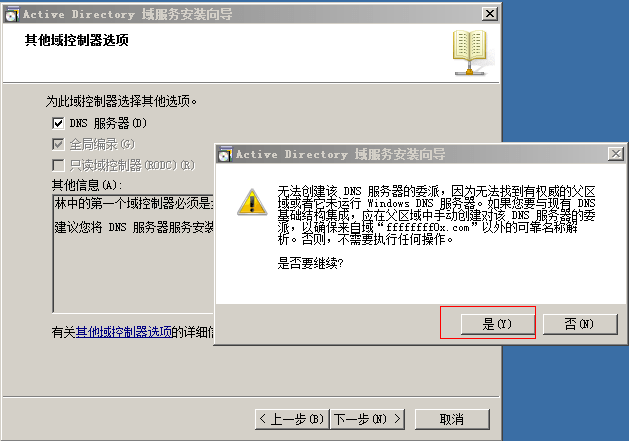 Active Directory 域服务安装向导
其他域控制器选项
为此域控制器选择其他选项。
DNS 服务器(D)
全局编录(G)
只读域控制器(RODC)(R)
其他信息(A):
林中的第一个域控制器必须是
建议您将 DNS 服务器服务安装
有关其他域控制器选项的详细信
< 上一步(B)
下一步(N) >
取消
Active Directory 域服务安装向导
无法创建该 DNS 服务器的委派，因为无法找到有权威的父区
域或者它未运行 Windows DNS 服务器。如果您要与现有 DNS
基础结构集成，应在父区域中手动创建对该 DNS 服务器的委
派，以确保来自域“ffffffff0x.com”以外的可靠名称解
析。否则，不需要执行任何操作。
是否要继续?
是(Y)
否(N)